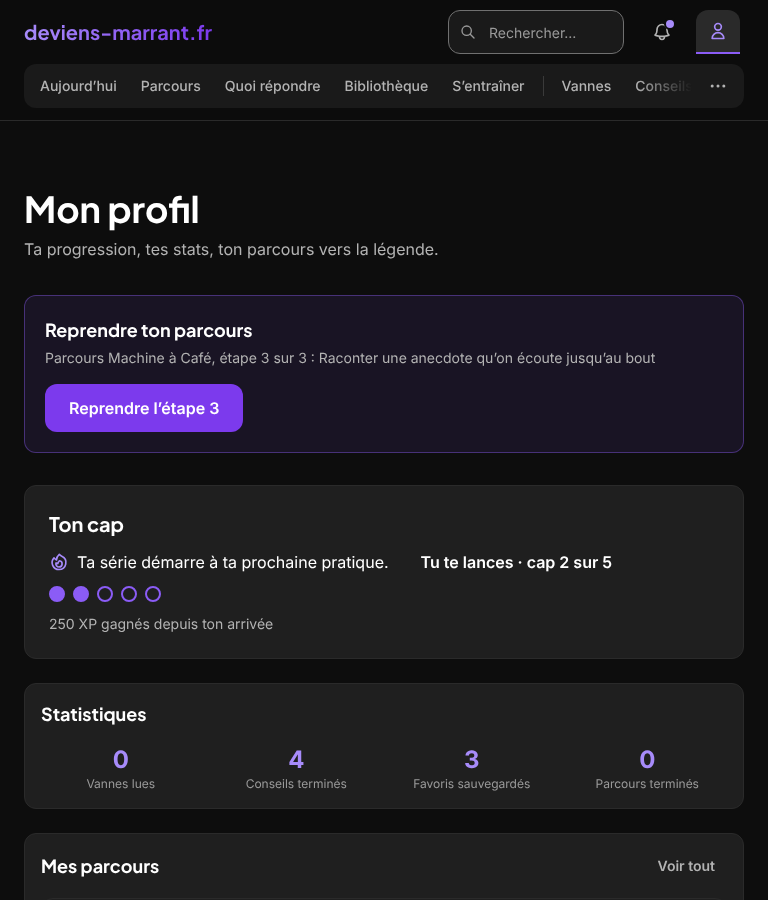 deviens-marrant.fr
Rechercher...
Aujourd’hui Parcours Quoi répondre Bibliothèque S’entraîner Vannes Conseils ...
Mon profil
Ta progression, tes stats, ton parcours vers la légende.
Reprendre ton parcours
Parcours Machine à Café, étape 3 sur 3 : Raconter une anecdote qu’on écoute jusqu’au bout
Reprendre l’étape 3
Ton cap
Ta série démarre à ta prochaine pratique. Tu te lances · cap 2 sur 5
250 XP gagnés depuis ton arrivée
Statistiques
0 4 3 0
Vannes lues Conseils terminés Favoris sauvegardés Parcours terminés
Mes parcours Voir tout